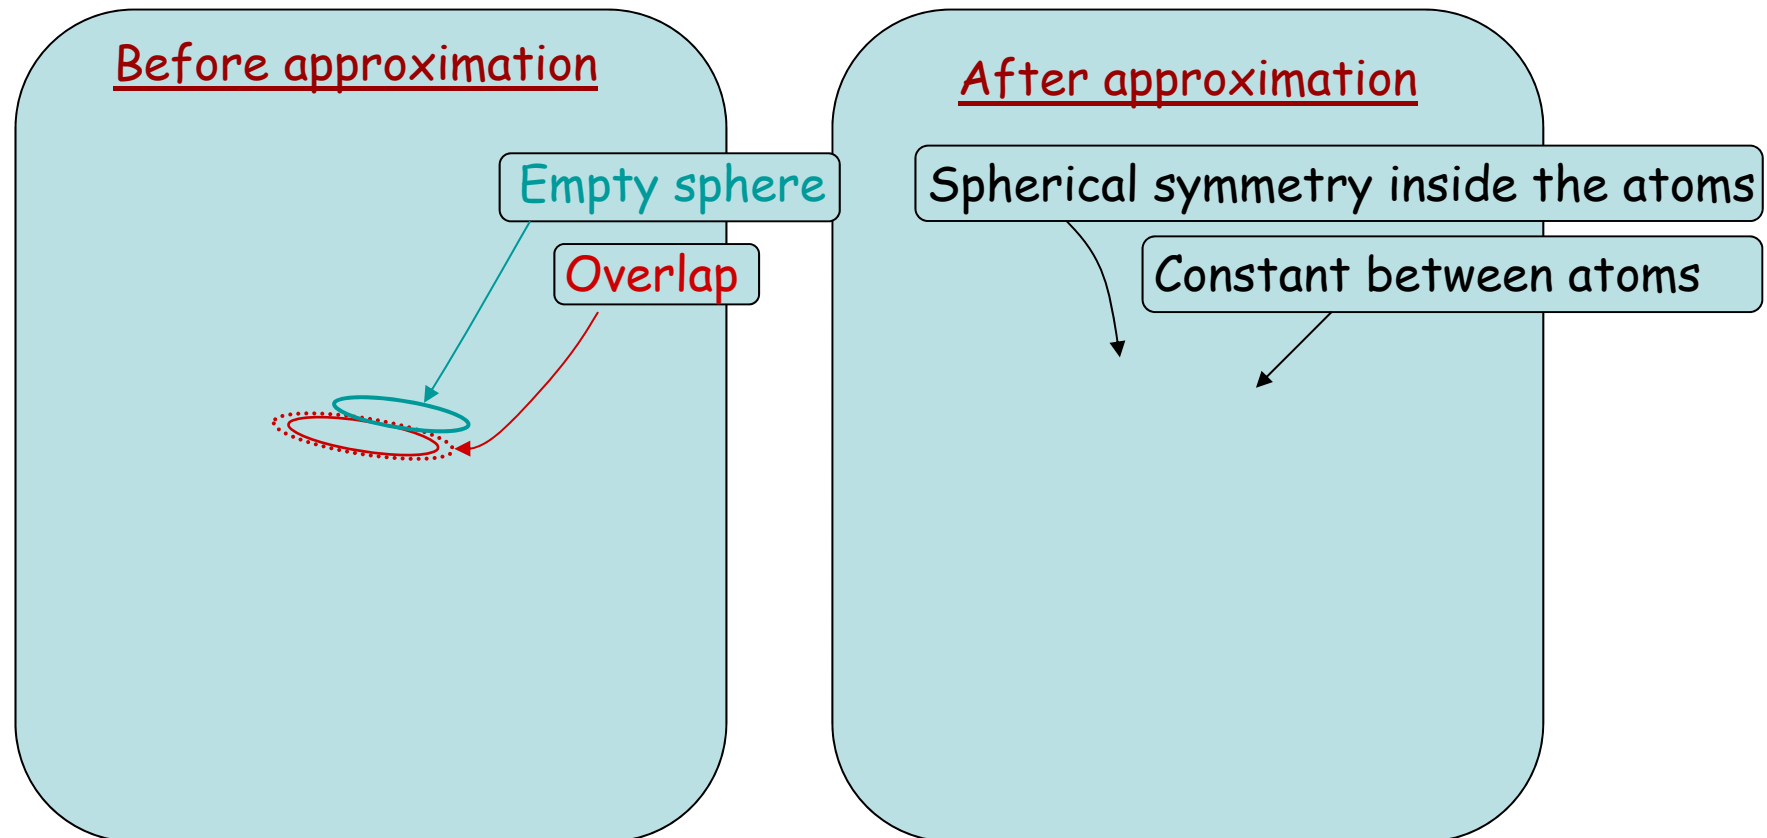 Before approximation
Empty sphere
Overlap
After approximation
Spherical symmetry inside the atoms
Constant between atoms